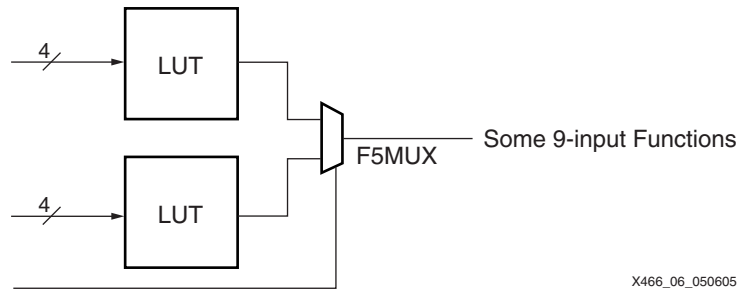 4
LUT
F5MUX
Some 9-input Functions
4
LUT
X466_06_050605